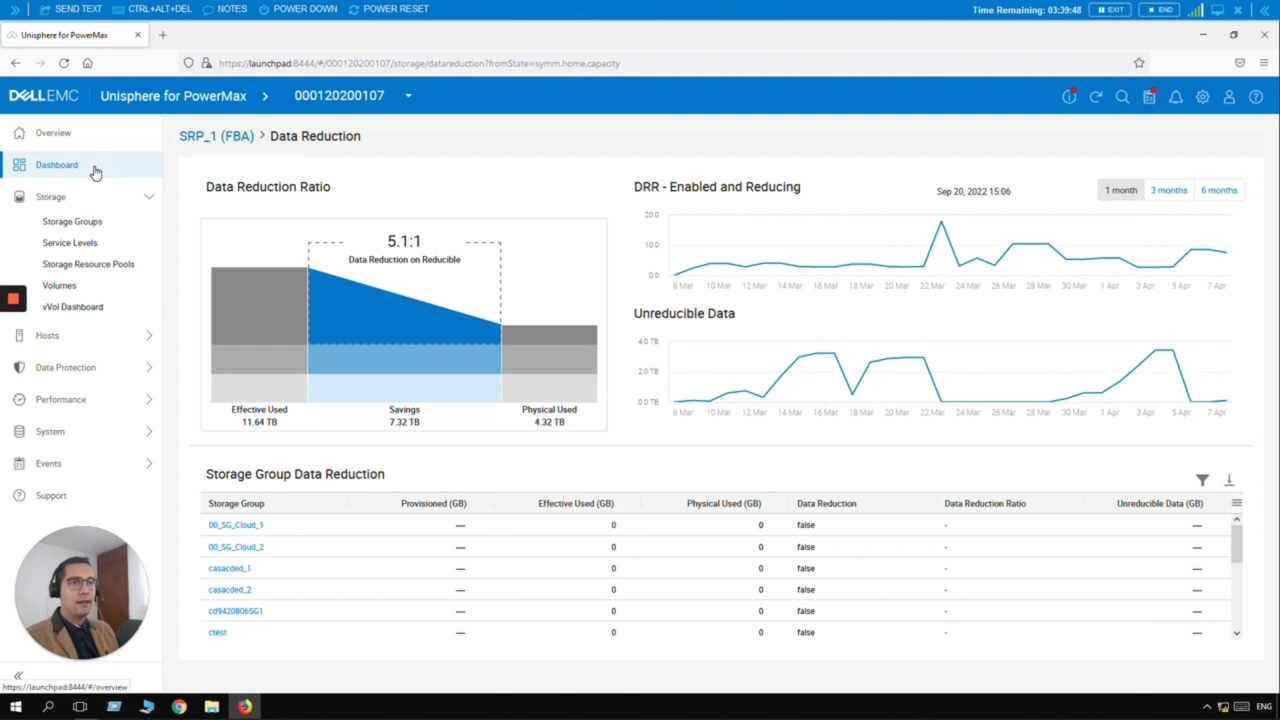 SEND TEXT CTRL+ALT+DEL NOTES POWER DOWN POWER RESET Time Remaining: 03:39:48 EXIT END
Unisphere for PowerMax
https://launchpad:8444/#/000120200107/storage/datareduction?fromState=symm.home.capacity
DELLEMC Unisphere for PowerMax 000120200107
Overview
Dashboard
Storage
Storage Groups
Service Levels
Storage Resource Pools
Volumes
vVol Dashboard
Hosts
Data Protection
Performance
System
Events
Support
https://launchpad:8444/#/overview
SRP_1 (FBA) > Data Reduction
Data Reduction Ratio
5.1:1
Data Reduction on Reducible
Effective Used Savings Physical Used
11.64 TB 7.32 TB 4.32 TB
DRR - Enabled and Reducing Sep 20, 2022 15:06 1 month 3 months 6 months
20.0
10.0
0.0
8 Mar 10 Mar 12 Mar 14 Mar 16 Mar 18 Mar 20 Mar 22 Mar 24 Mar 26 Mar 28 Mar 30 Mar 1 Apr 3 Apr 5 Apr 7 Apr
Unreducible Data
4.0 TB
2.0 TB
0.0 TB
8 Mar 10 Mar 12 Mar 14 Mar 16 Mar 18 Mar 20 Mar 22 Mar 24 Mar 26 Mar 28 Mar 30 Mar 1 Apr 3 Apr 5 Apr 7 Apr
Storage Group Data Reduction
Storage Group Provisioned (GB) Effective Used (GB) Physical Used (GB) Data Reduction Data Reduction Ratio Unreducible Data (GB)
00_SG_Cloud_1 — 0 0 false - —
00_SG_Cloud_2 — 0 0 false - —
casacded_1 — 0 0 false - —
casacded_2 — 0 0 false - —
cd9420806SG1 — 0 0 false - —
ctest — 0 0 false - —
ENG